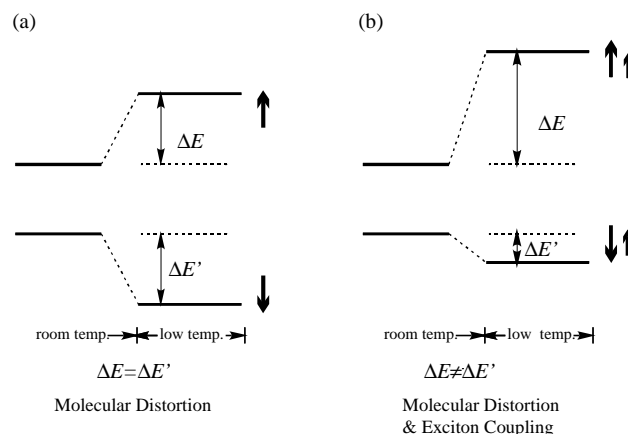 (a)
(b)
ΔE
ΔE
ΔE’
ΔE’
room temp. low temp.
room temp. low temp.
ΔE=ΔE’
ΔE≠ΔE’
Molecular Distortion
Molecular Distortion
& Exciton Coupling